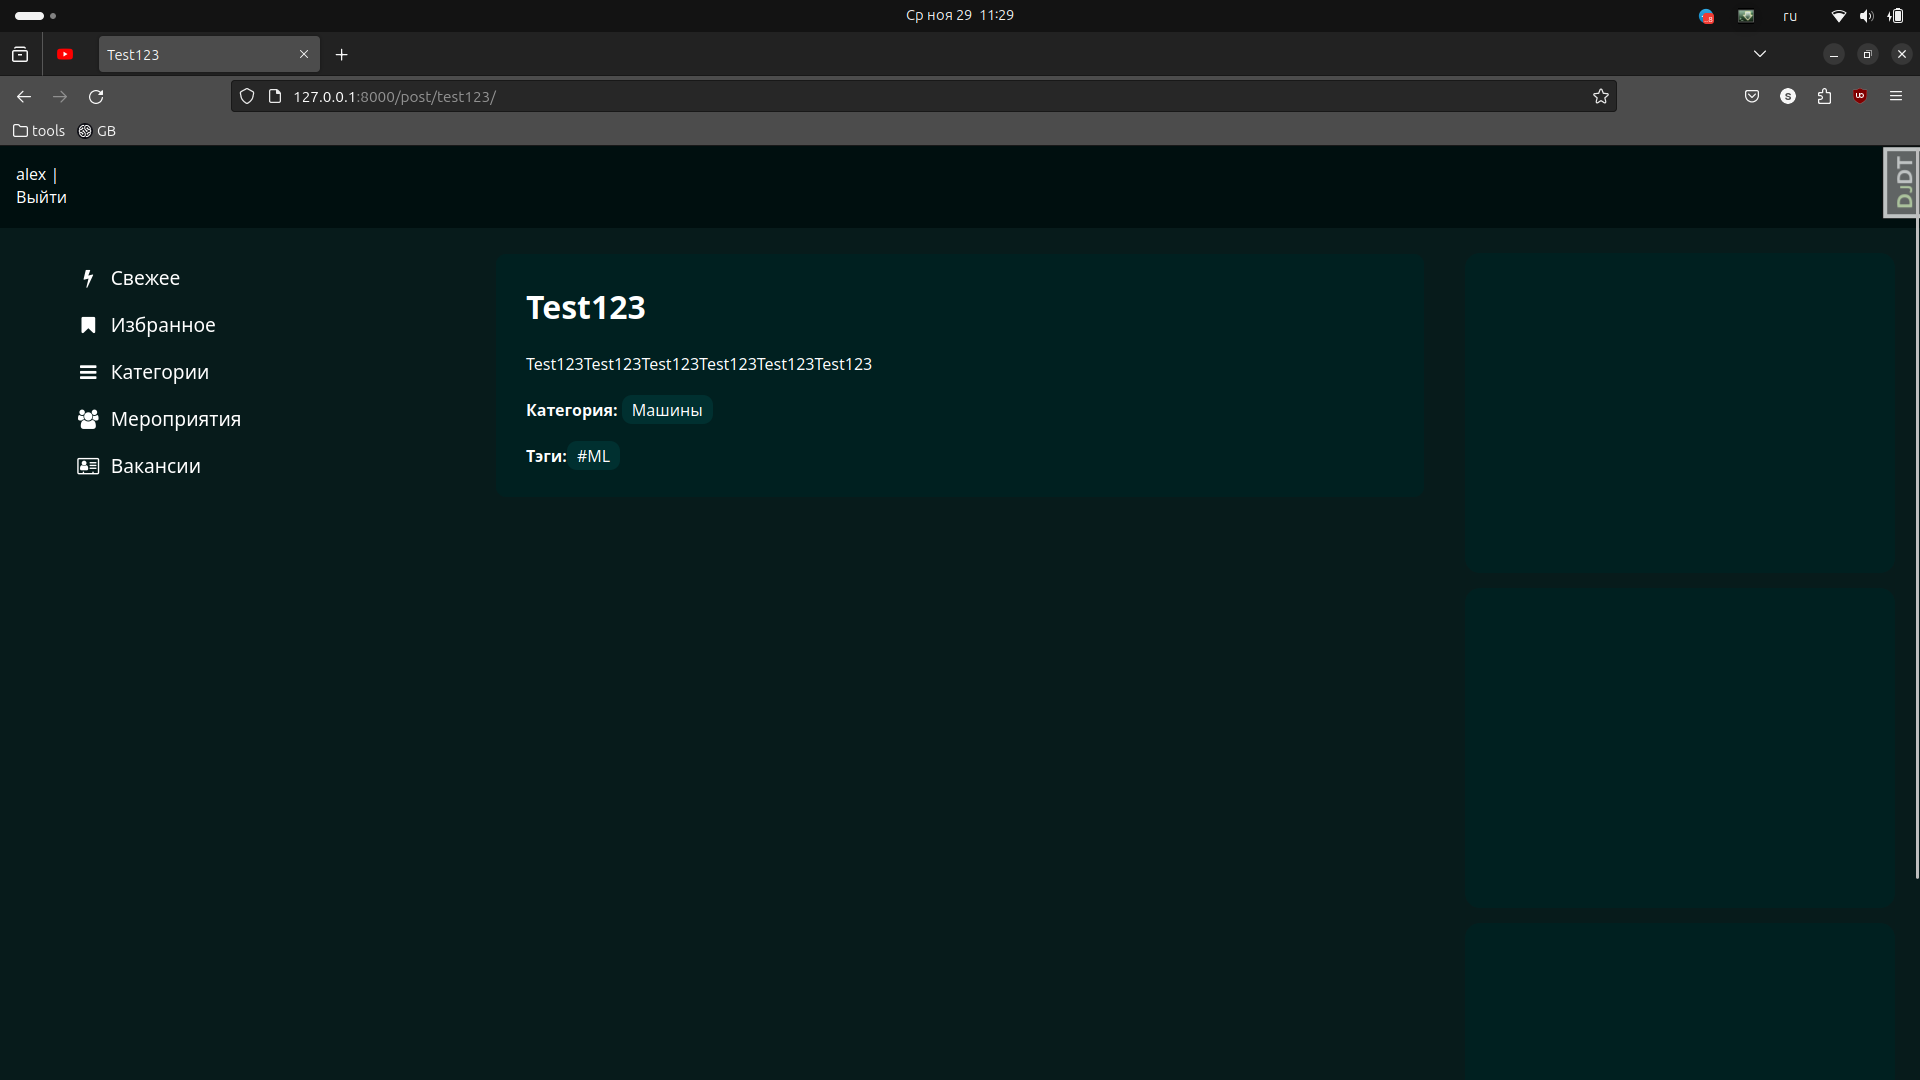 Ср ноя 29 11:29
ru
Test123
127.0.0.1:8000/post/test123/
S
tools
GB
alex |
Выйти
DJDT
Свежее
Избранное
Категории
Мероприятия
Вакансии
Test123
Test123Test123Test123Test123Test123Test123
Категория: Машины
Тэги: #ML